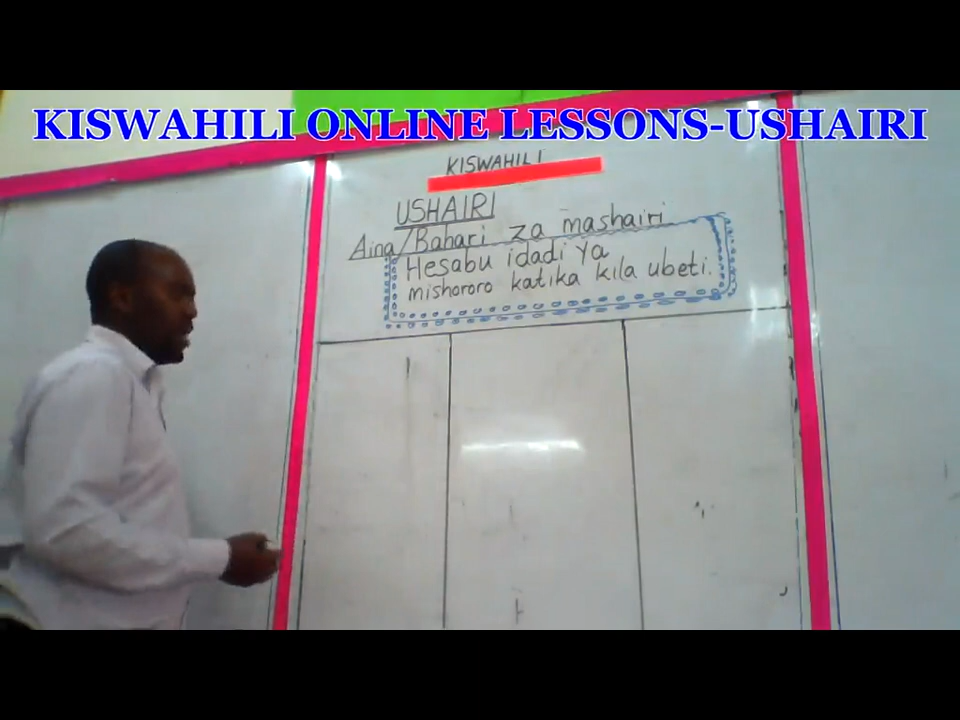 KISWAHILI ONLINE LESSONS-USHAIRI
KISWAHILI
USHAIRI
Aina/Bahari za mashairi
Hesabu idadi ya
mishororo katika kila ubeti.